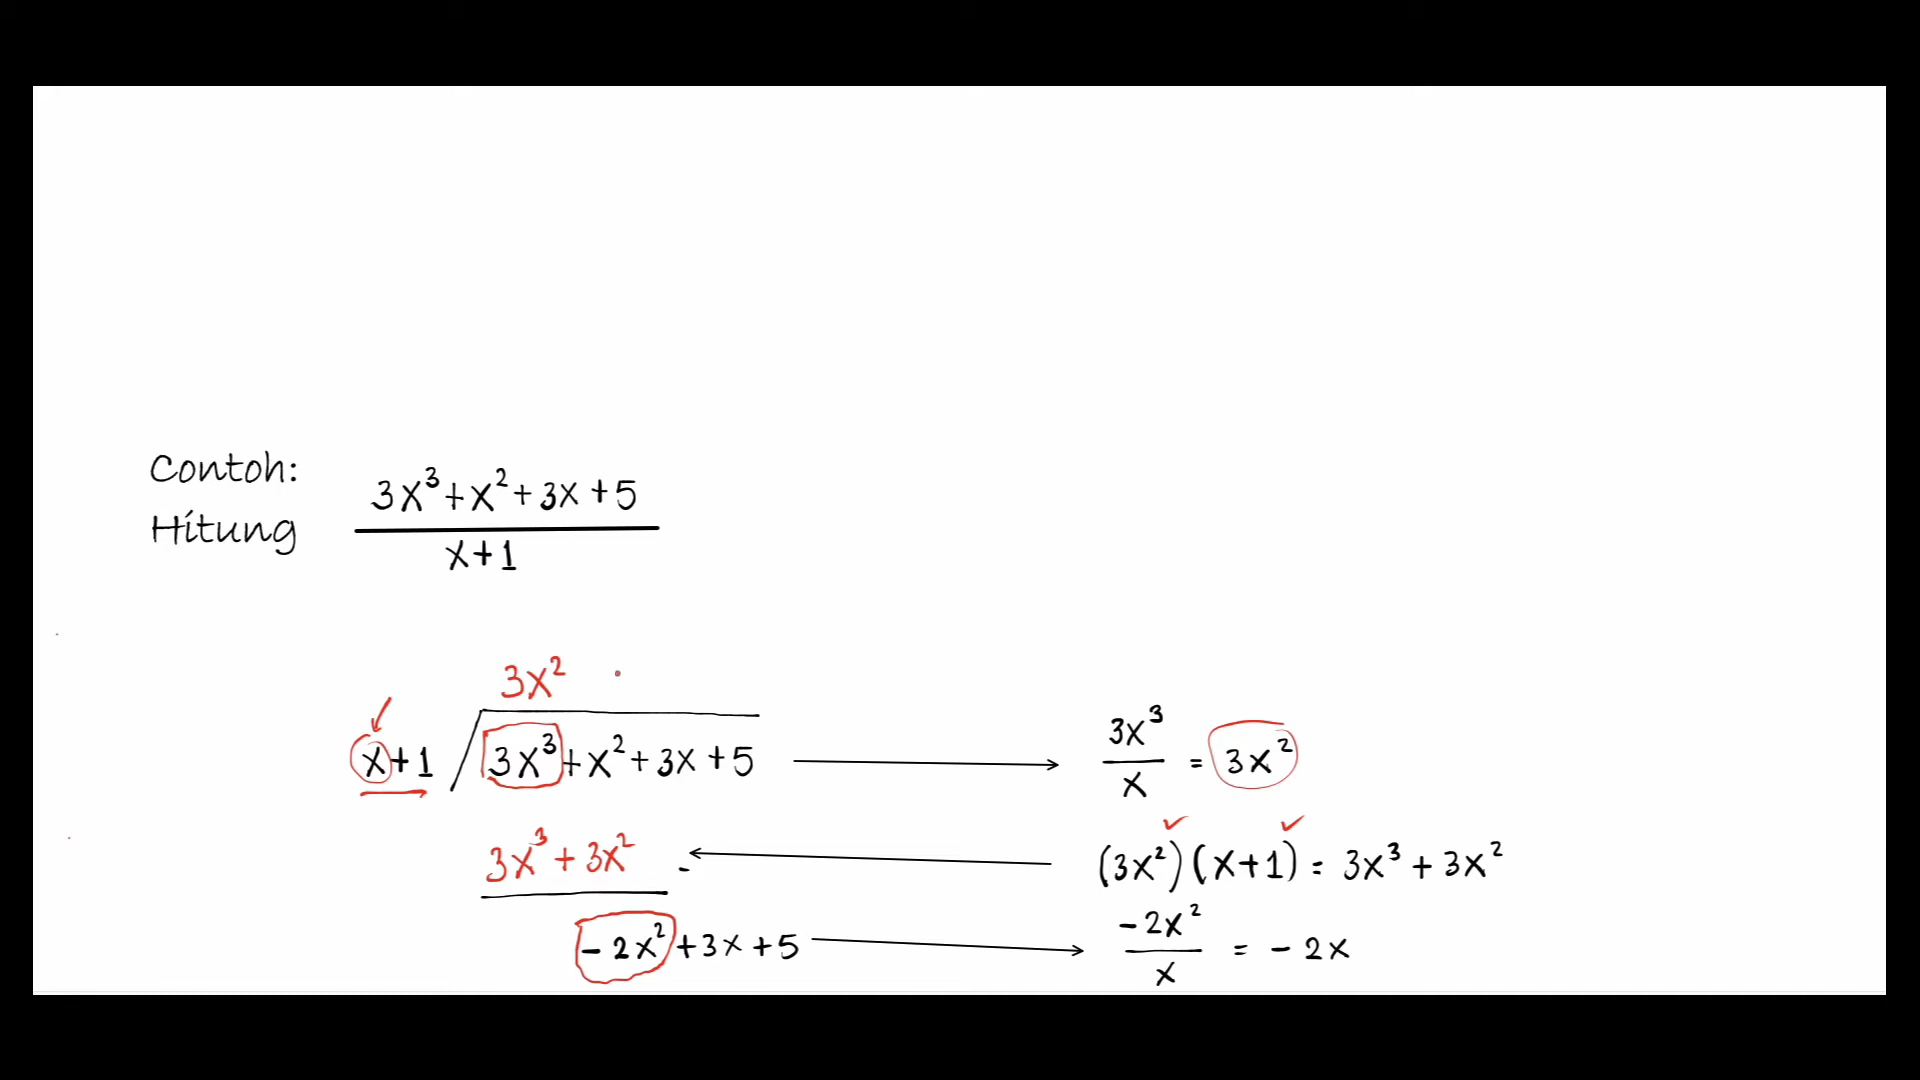 Contoh:
Hitung
3x³+x²+3x+5
x+1
3x²
x+1 3x³+x²+3x+5
3x³
x
= 3x²
3x³+3x² -
(3x²)(x+1) = 3x³+3x²
-2x²+3x+5
-2x²
x
= -2x